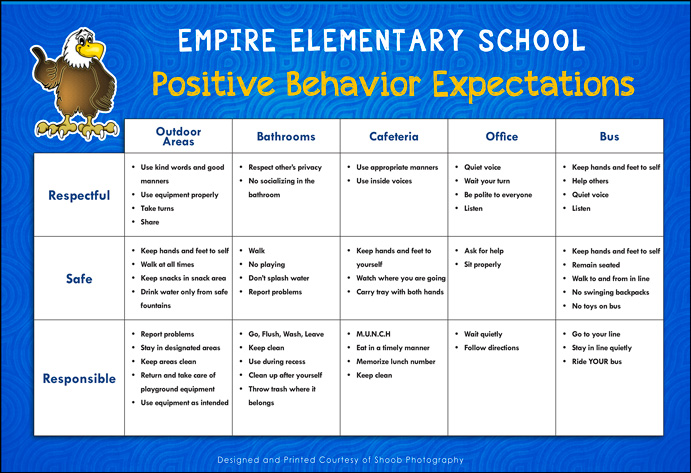 EMPIRE ELEMENTARY SCHOOL
Positive Behavior Expectations
Outdoor
Areas
Bathrooms
Cafeteria
Office
Bus
Respectful
• Use kind words and good
manners
• Use equipment properly
• Take turns
• Share
• Respect other's privacy
• No socializing in the
bathroom
• Use appropriate manners
• Use inside voices
• Quiet voice
• Wait your turn
• Be polite to everyone
• Listen
• Keep hands and feet to self
• Help others
• Quiet voice
• Listen
Safe
• Keep hands and feet to self
• Walk at all times
• Keep snacks in snack area
• Drink water only from safe
fountains
• Walk
• No playing
• Don't splash water
• Report problems
• Keep hands and feet to
yourself
• Watch where you are going
• Carry tray with both hands
• Ask for help
• Sit properly
• Keep hands and feet to self
• Remain seated
• Walk to and from in line
• No swinging backpacks
• No toys on bus
Responsible
• Report problems
• Stay in designated areas
• Keep areas clean
• Return and take care of
playground equipment
• Use equipment as intended
• Go, Flush, Wash, Leave
• Keep clean
• Use during recess
• Clean up after yourself
• Throw trash where it
belongs
• M.U.N.C.H
• Eat in a timely manner
• Memorize lunch number
• Keep clean
• Wait quietly
• Follow directions
• Go to your line
• Stay in line quietly
• Ride YOUR bus
Designed and Printed Courtesy of Shoob Photography